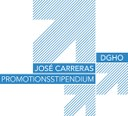 DGHO
JOSÉ CARRERAS
PROMOTIONSSTIPENDIUM